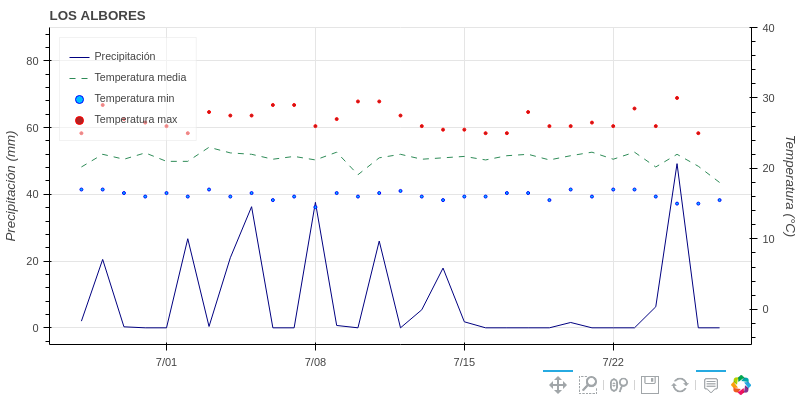 LOS ALBORES
Precipitación
Temperatura media
Temperatura min
Temperatura max
Precipitación (mm)
80
60
40
20
0
Temperatura (°C)
40
30
20
10
0
7/01
7/08
7/15
7/22